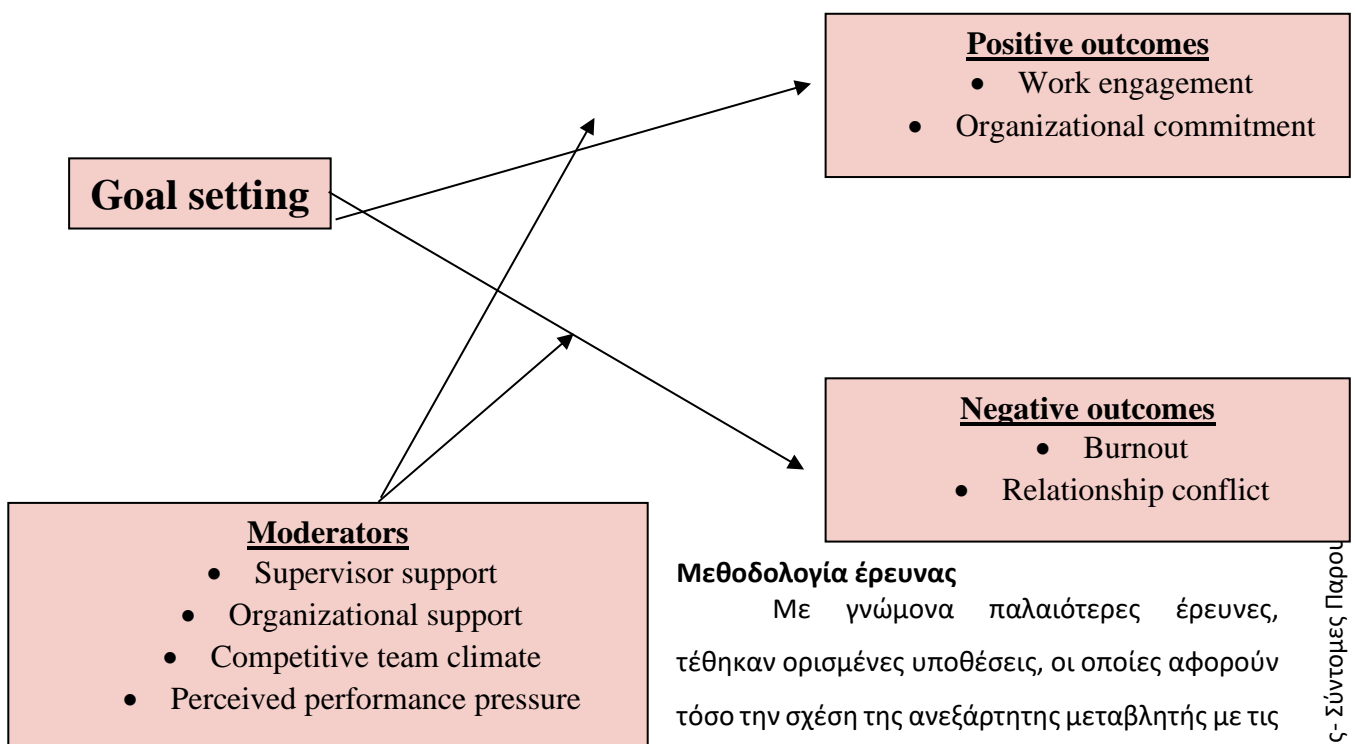 Positive outcomes
• Work engagement
• Organizational commitment
Goal setting
Negative outcomes
• Burnout
• Relationship conflict
Moderators
• Supervisor support
• Organizational support
• Competitive team climate
• Perceived performance pressure
Μεθοδολογία έρευνας
Με γνώμονα παλαιότερες έρευνες,
τέθηκαν ορισμένες υποθέσεις, οι οποίες αφορούν
τόσο την σχέση της ανεξάρτητης μεταβλητής με τις
Σύντομες